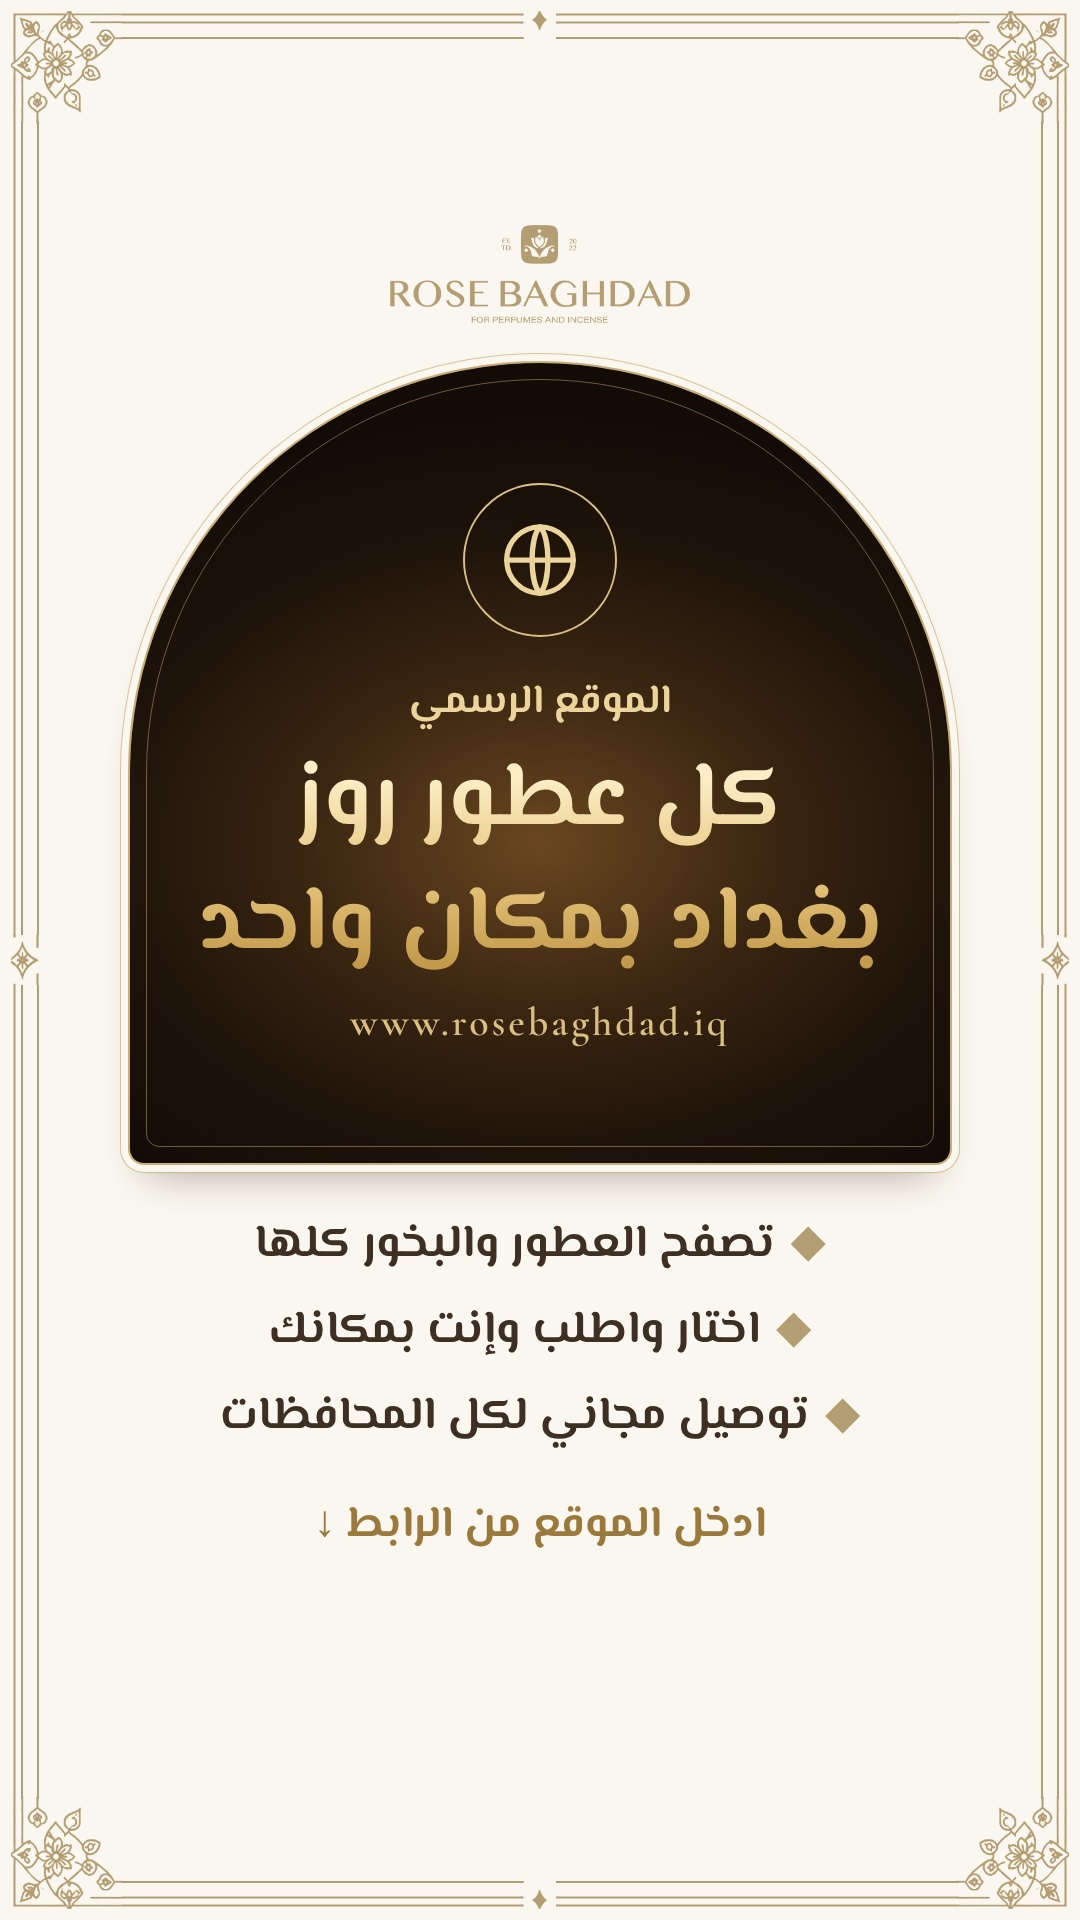 ES
TD
20
22
ROSE BAGHDAD
FOR PERFUMES AND INCENSE
الموقع الرسمي
كل عطور روز
بغداد بمكان واحد
www.rosebaghdad.iq
تصفح العطور والبخور كلها
اختار واطلب وإنت بمكانك
توصيل مجاني لكل المحافظات
ادخل الموقع من الرابط ↓